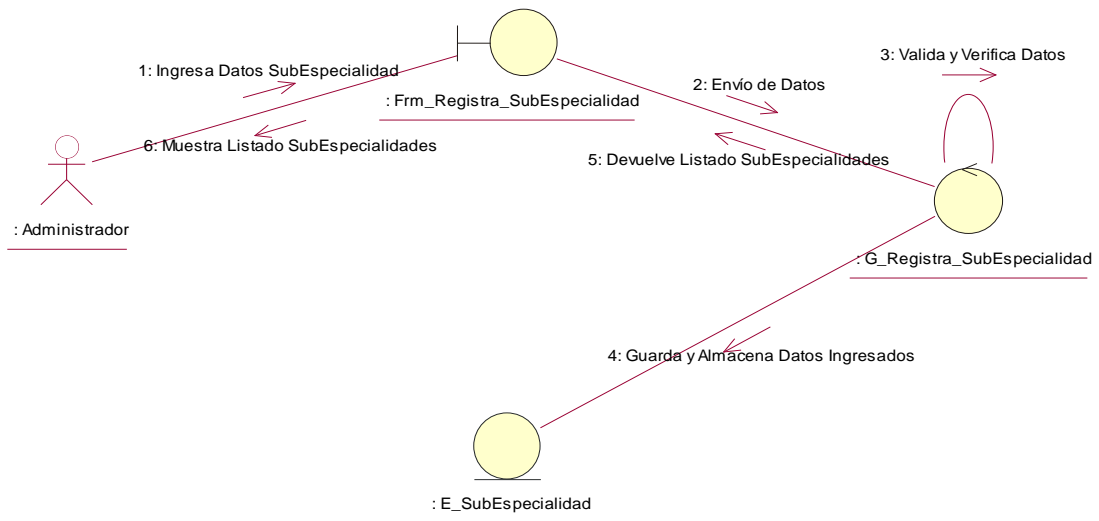 3: Valida y Verifica Datos
1: Ingresa Datos SubEspecialidad
2: Envío de Datos
: Frm_Registra_SubEspecialidad
6: Muestra Listado SubEspecialidades
5: Devuelve Listado SubEspecialidades
: Administrador
: G_Registra_SubEspecialidad
4: Guarda y Almacena Datos Ingresados
: E_SubEspecialidad